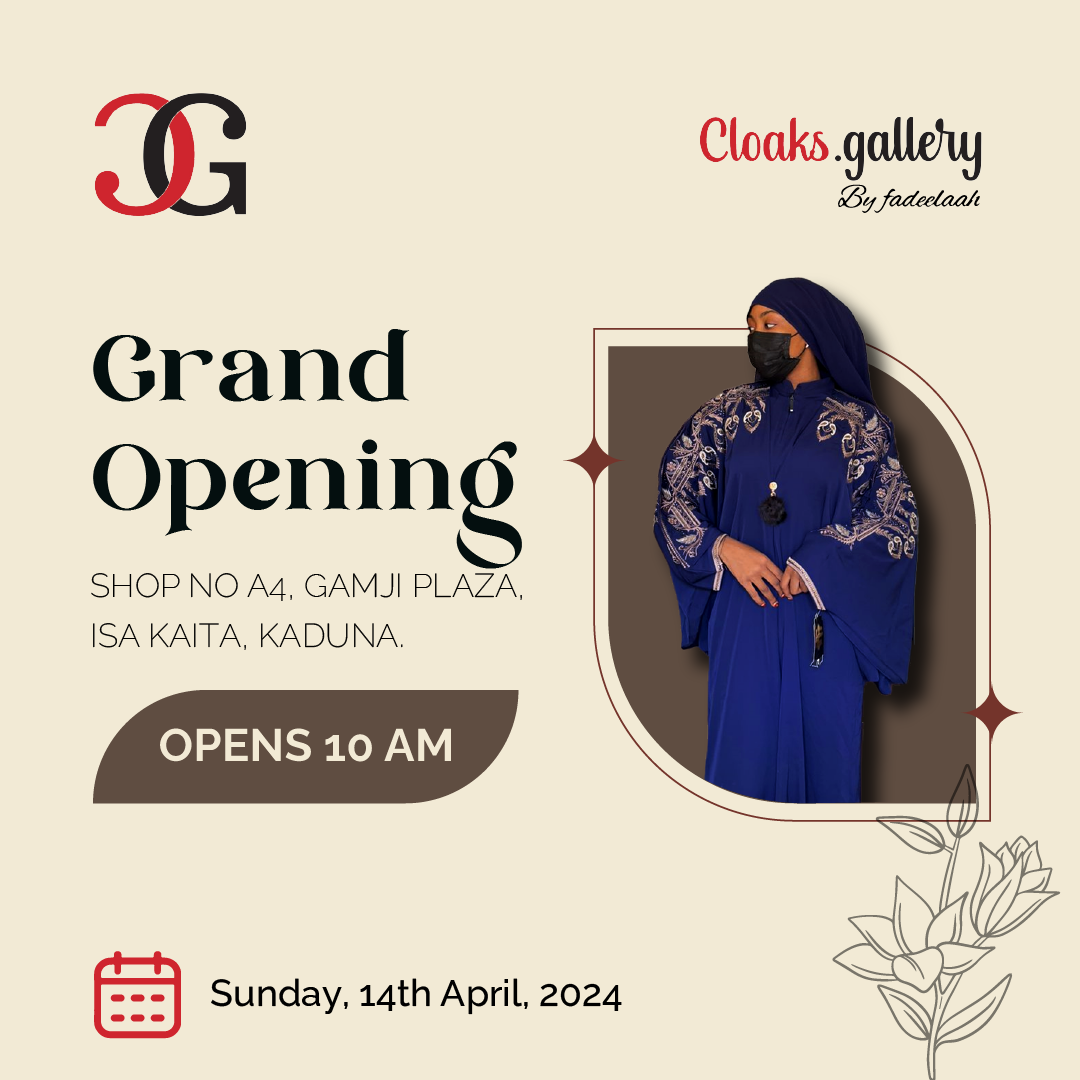 CG
Cloaks.gallery
By fadeelaah
Grand
Opening
SHOP NO A4, GAMJI PLAZA,
ISA KAITA, KADUNA.
OPENS 10 AM
Sunday, 14th April, 2024